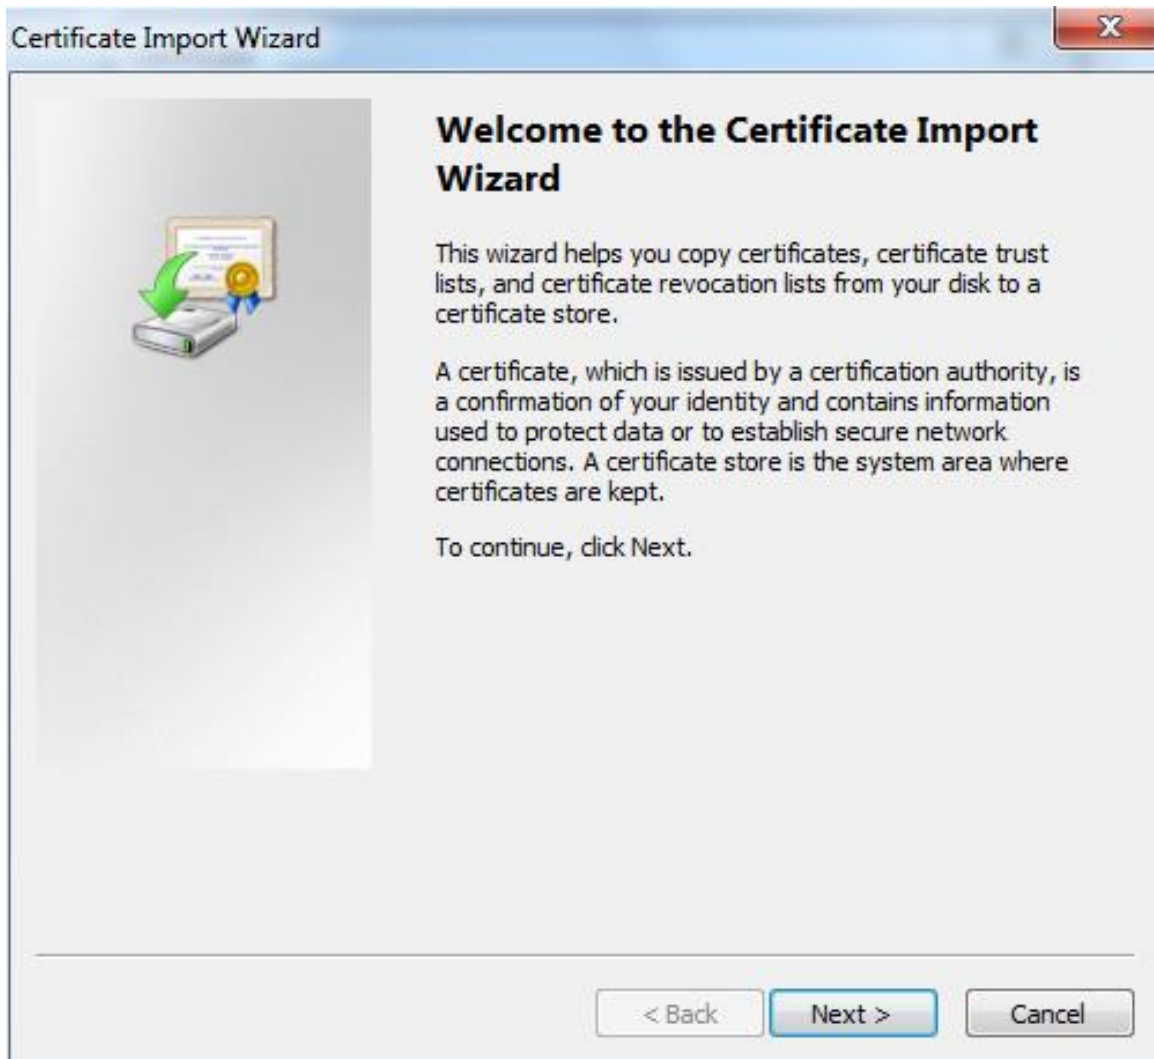 Certificate Import Wizard
X
Welcome to the Certificate Import
Wizard
This wizard helps you copy certificates, certificate trust
lists, and certificate revocation lists from your disk to a
certificate store.
A certificate, which is issued by a certification authority, is
a confirmation of your identity and contains information
used to protect data or to establish secure network
connections. A certificate store is the system area where
certificates are kept.
To continue, click Next.
< Back
Next >
Cancel